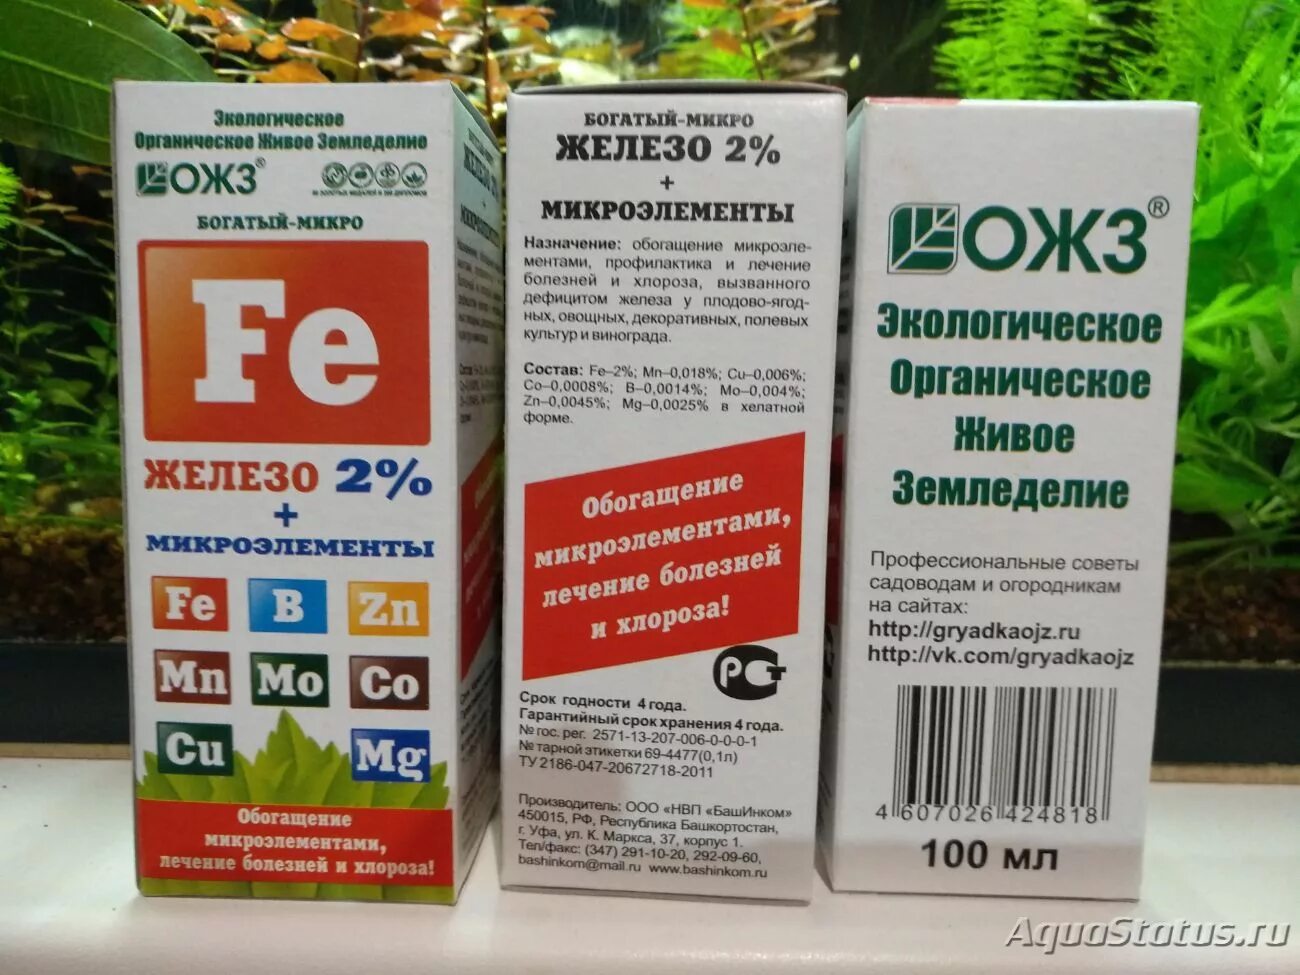 Экологическое
Органическое Живое Земледелие
ОЖЗ®
БОГАТЫЙ-МИКРО
Fe
ЖЕЛЕЗО 2%
+
МИКРОЭЛЕМЕНТЫ
Fe B Zn
Mn Mo Co
Cu Mg
Обогащение
микроэлементами,
лечение болезней и хлороза!
БОГАТЫЙ-МИКРО
ЖЕЛЕЗО 2%
+
МИКРОЭЛЕМЕНТЫ
Назначение: обогащение микроэле-
ментами, профилактика и лечение
болезней и хлороза, вызванного
дефицитом железа у плодово-ягод-
ных, овощных, декоративных, полевых
культур и винограда.
Состав: Fe–2%; Mn–0,018%; Cu–0,006%;
Co–0,0008%; B–0,0014%; Mo–0,004%;
Zn–0,0045%; Mg–0,0025% в хелатной
форме.
Обогащение
микроэлементами,
лечение болезней
и хлороза!
РСТ
Срок годности 4 года.
Гарантийный срок хранения 4 года.
№ гос. рег. 2571-13-207-006-0-0-0-1
№ тарной этикетки 69-4477(0,1л)
ТУ 2186-047-20672718-2011
Производитель: ООО «НВП «БашИнком»
450015, РФ, Республика Башкортостан,
г. Уфа, ул. К. Маркса, 37, корпус 1.
Тел/факс: (347) 291-10-20, 292-09-60,
bashinkom@mail.ru www.bashinkom.ru
ОЖЗ®
Экологическое
Органическое
Живое
Земледелие
Профессиональные советы
садоводам и огородникам
на сайтах:
http://gryadkaojz.ru
http://vk.com/gryadkaojz
4 607026 424818
100 мл
AquaStatus.ru